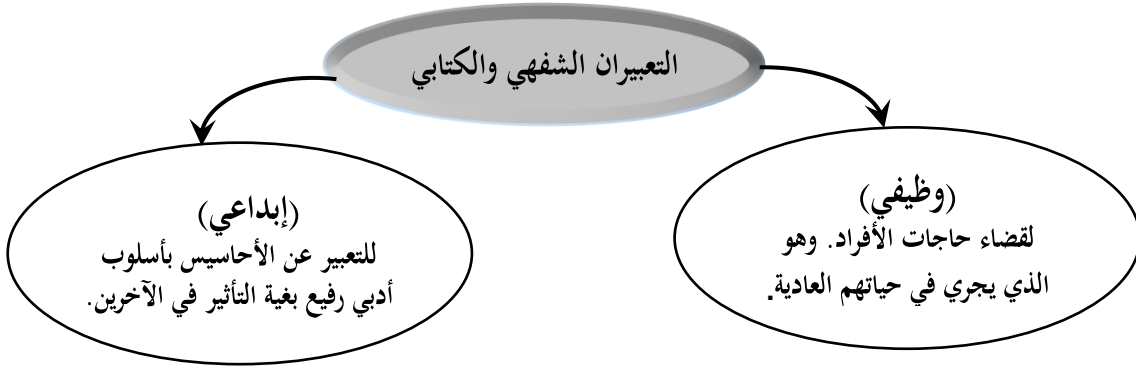 التعبيران الشفهي والكتابي
(وظيفي)
لقضاء حاجات الأفراد. وهو
الذي يجري في حياتهم العادية.
(إبداعي)
للتعبير عن الأحاسيس بأسلوب
أدبي رفيع بغية التأثير في الآخرين.